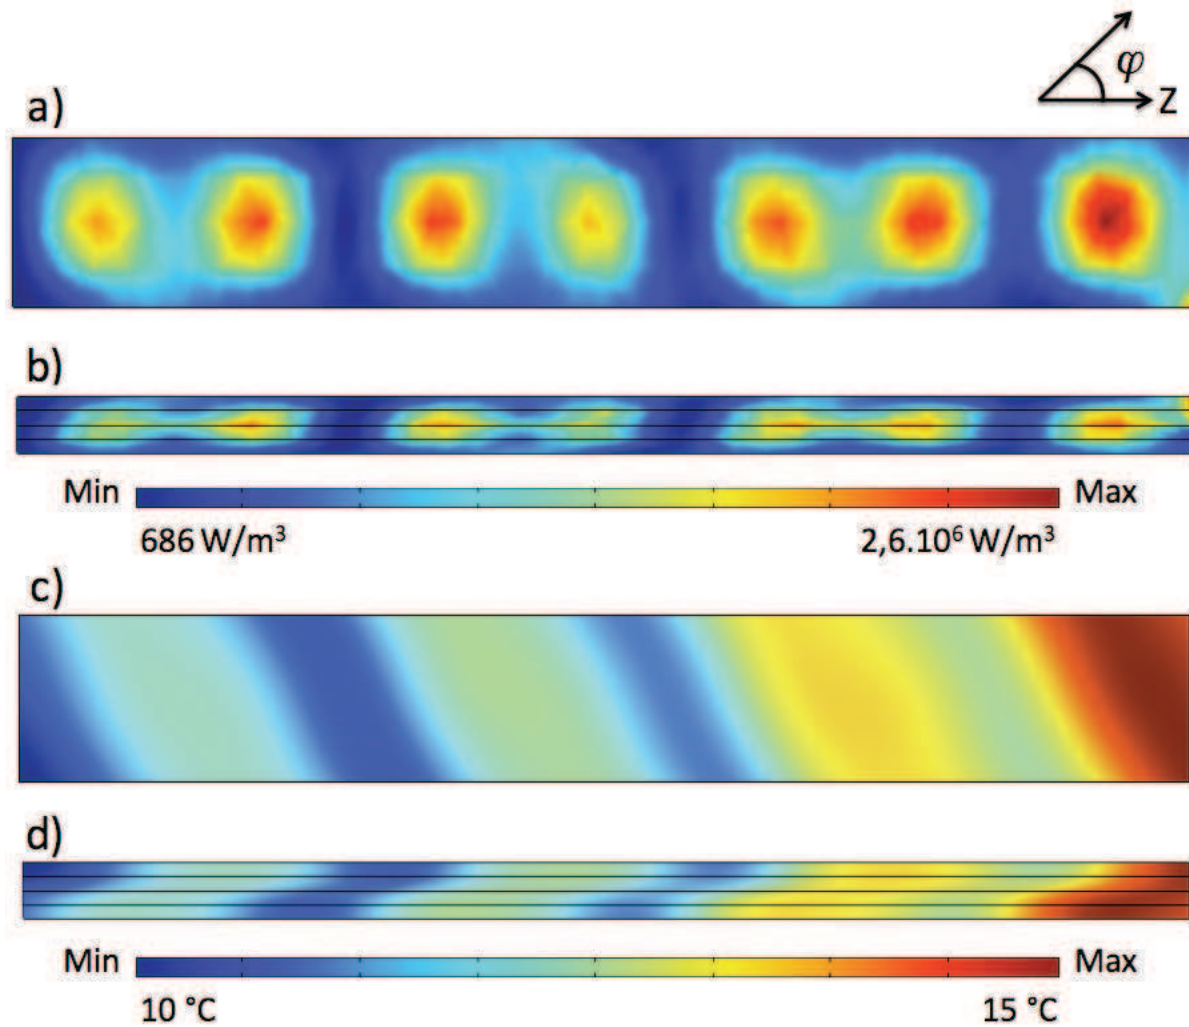 φ
Z
a)
b)
Min
Max
686 W/m³
2,6.10⁶ W/m³
c)
d)
Min
Max
10 °C
15 °C